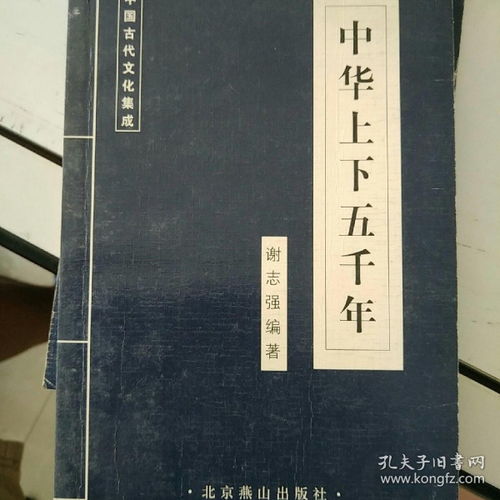 中国古代文化集成
中华上下五千年
谢志强编著
·北京燕山出版社·
孔夫子旧书网
www.kongfz.com